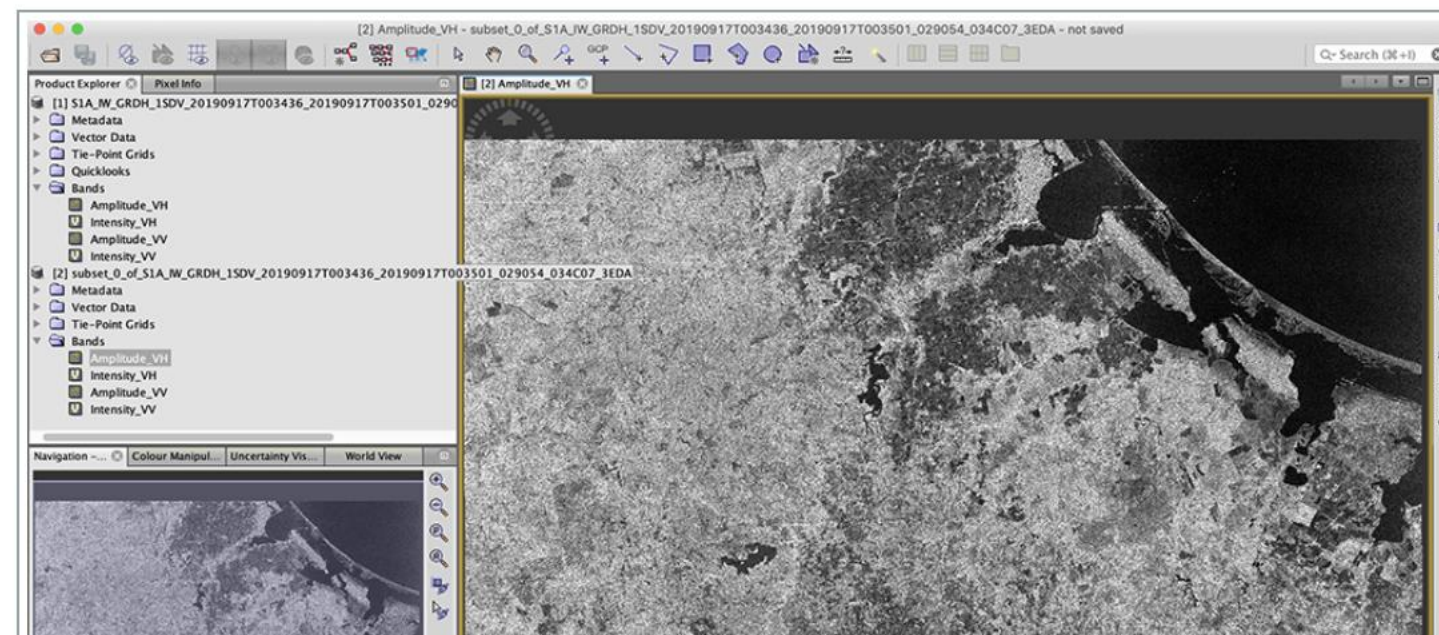 [2] Amplitude_VH - subset_0_of_S1A_IW_GRDH_1SDV_20190917T003436_20190917T003501_029054_034C07_3EDA - not saved
GCP
Search (⌘+I)
Product Explorer
Pixel Info
[2] Amplitude_VH
[1] S1A_IW_GRDH_1SDV_20190917T003436_20190917T003501_0290
Metadata
Vector Data
Tie-Point Grids
Quicklooks
Bands
Amplitude_VH
Intensity_VH
Amplitude_VV
Intensity_VV
[2] subset_0_of_S1A_IW_GRDH_1SDV_20190917T003436_20190917T003501_029054_034C07_3EDA
Metadata
Vector Data
Tie-Point Grids
Bands
Amplitude_VH
Intensity_VH
Amplitude_VV
Intensity_VV
Navigation -...
Colour Manipul...
Uncertainty Vis...
World View